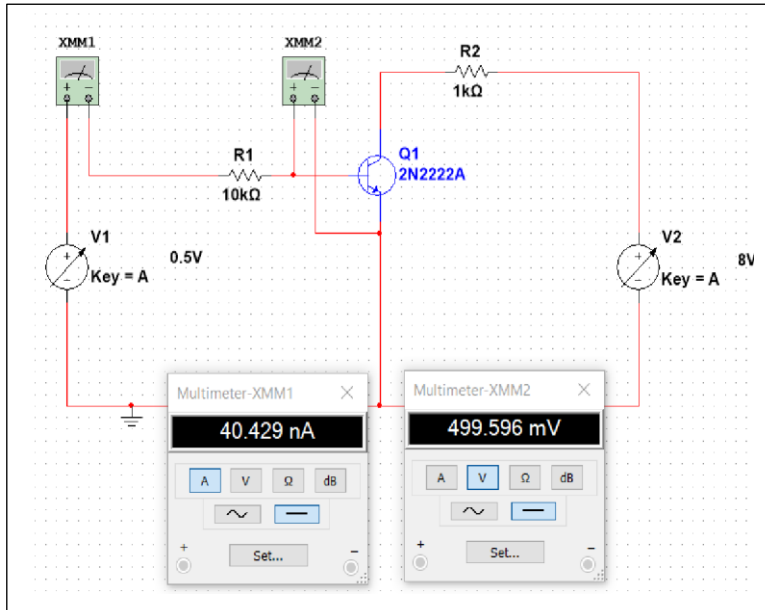 XMM1
XMM2
R2
1kΩ
R1
10kΩ
Q1
2N2222A
V1
0.5V
Key = A
V2
8V
Key = A
Multimeter-XMM1
40.429 nA
A V Ω dB
+ Set... −
Multimeter-XMM2
499.596 mV
A V Ω dB
+ Set... −